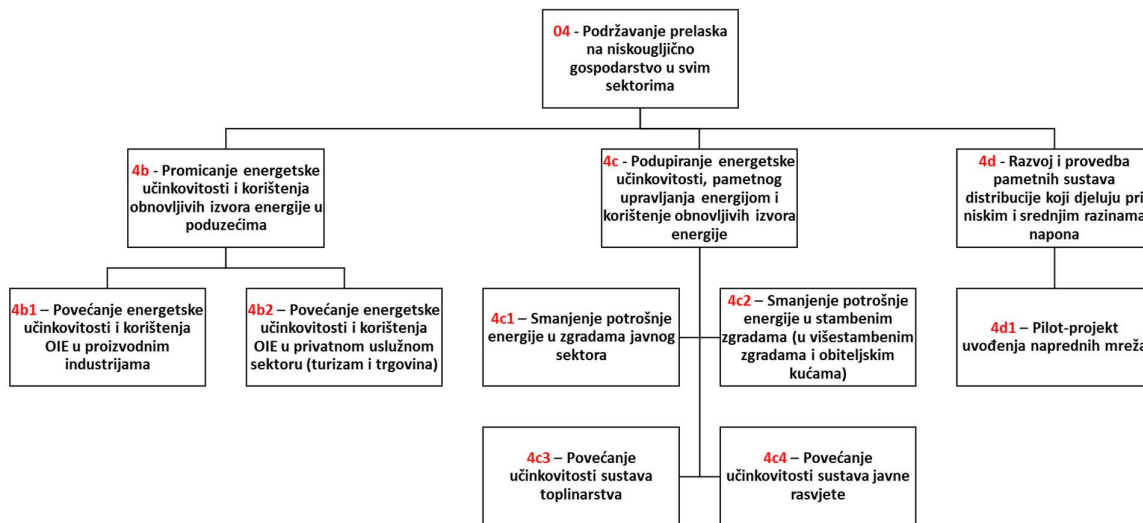 04 - Podržavanje prelaska
na niskougljično
gospodarstvo u svim
sektorima
4b - Promicanje energetske
učinkovitosti i korištenja
obnovljivih izvora energije u
poduzećima
4c - Podupiranje energetske
učinkovitosti, pametnog
upravljanja energijom i
korištenje obnovljivih izvora
energije
4d - Razvoj i provedba
pametnih sustava
distribucije koji djeluju pri
niskim i srednjim razinama
napona
4b1 – Povećanje energetske
učinkovitosti i korištenja
OIE u proizvodnim
industrijama
4b2 – Povećanje energetske
učinkovitosti i korištenja
OIE u privatnom uslužnom
sektoru (turizam i trgovina)
4c1 – Smanjenje potrošnje
energije u zgradama javnog
sektora
4c2 – Smanjenje potrošnje
energije u stambenim
zgradama (u višestambenim
zgradama i obiteljskim
kućama)
4d1 – Pilot-projekt
uvođenja naprednih mreža
4c3 – Povećanje
učinkovitosti sustava
toplinarstva
4c4 – Povećanje
učinkovitosti sustava javne
rasvjete